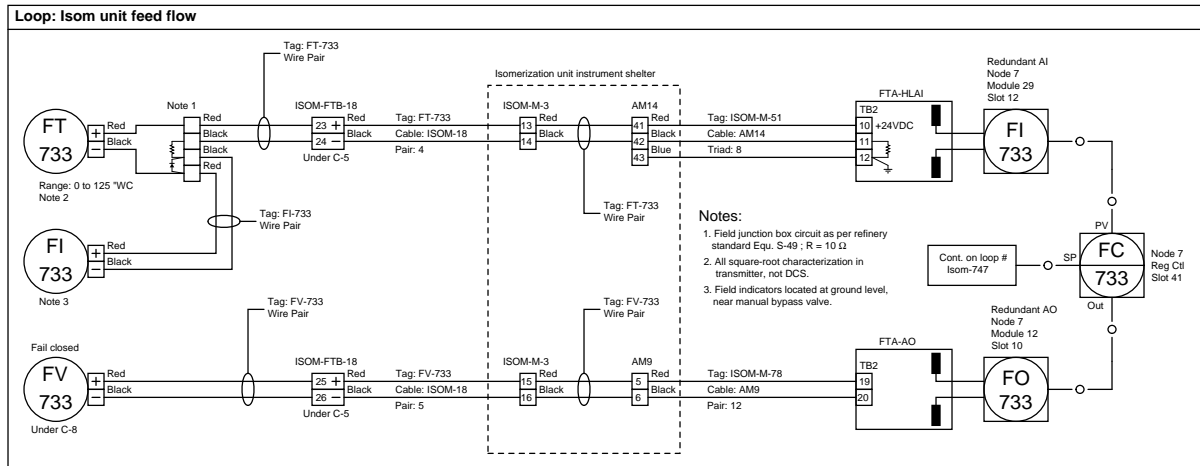 Loop: Isom unit feed flow
Tag: FT-733
Wire Pair
Note 1
FT
733
+
−
Red
Black
Range: 0 to 125 "WC
Note 2
Red
Black
Black
Red
ISOM-FTB-18
23 +
24 −
Under C-5
Red
Black
Tag: FT-733
Cable: ISOM-18
Pair: 4
Isomerization unit instrument shelter
ISOM-M-3
13
14
Red
Black
AM14
41
42
43
Red
Black
Blue
Tag: FT-733
Wire Pair
Tag: ISOM-M-51
Cable: AM14
Triad: 8
FTA-HLAI
TB2
10 +24VDC
11
12
Redundant AI
Node 7
Module 29
Slot 12
FI
733
Tag: FI-733
Wire Pair
FI
733
+
−
Red
Black
Note 3
Notes:
1. Field junction box circuit as per refinery
standard Equ. S-49 ; R = 10 Ω
2. All square-root characterization in
transmitter, not DCS.
3. Field indicators located at ground level,
near manual bypass valve.
Cont. on loop #
Isom-747
PV
SP
FC
733
Out
Node 7
Reg Ctl
Slot 41
Fail closed
FV
733
+
−
Red
Black
Under C-8
Tag: FV-733
Wire Pair
ISOM-FTB-18
25 +
26 −
Under C-5
Red
Black
Tag: FV-733
Cable: ISOM-18
Pair: 5
ISOM-M-3
15
16
Red
Black
Tag: FV-733
Wire Pair
AM9
5
6
Red
Black
Tag: ISOM-M-78
Cable: AM9
Pair: 12
FTA-AO
TB2
19
20
Redundant AO
Node 7
Module 12
Slot 10
FO
733